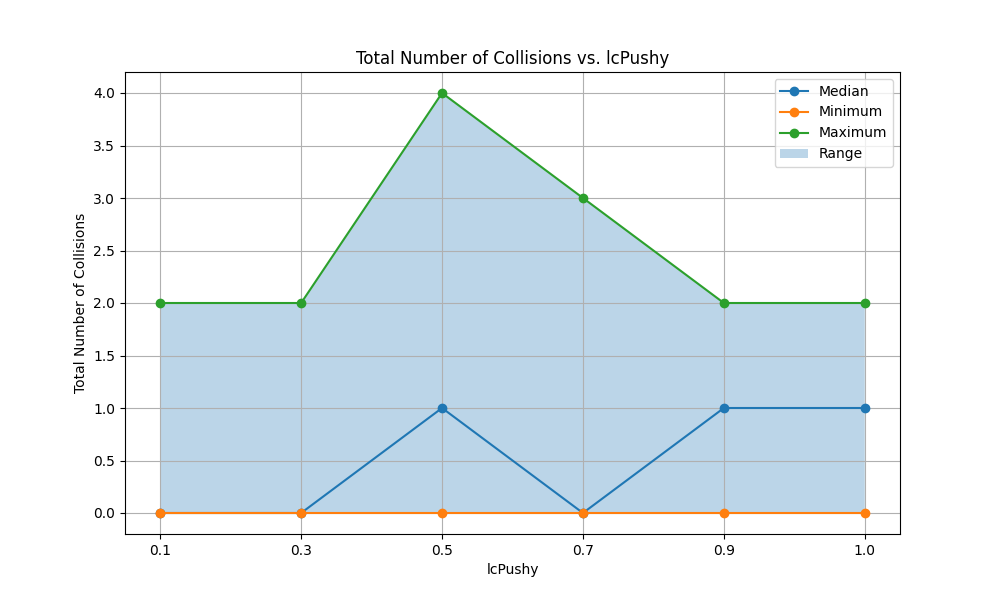 Total Number of Collisions vs. lcPushy
Median
Minimum
Maximum
Range
Total Number of Collisions
4.0
3.5
3.0
2.5
2.0
1.5
1.0
0.5
0.0
0.1 0.3 0.5 0.7 0.9 1.0
lcPushy